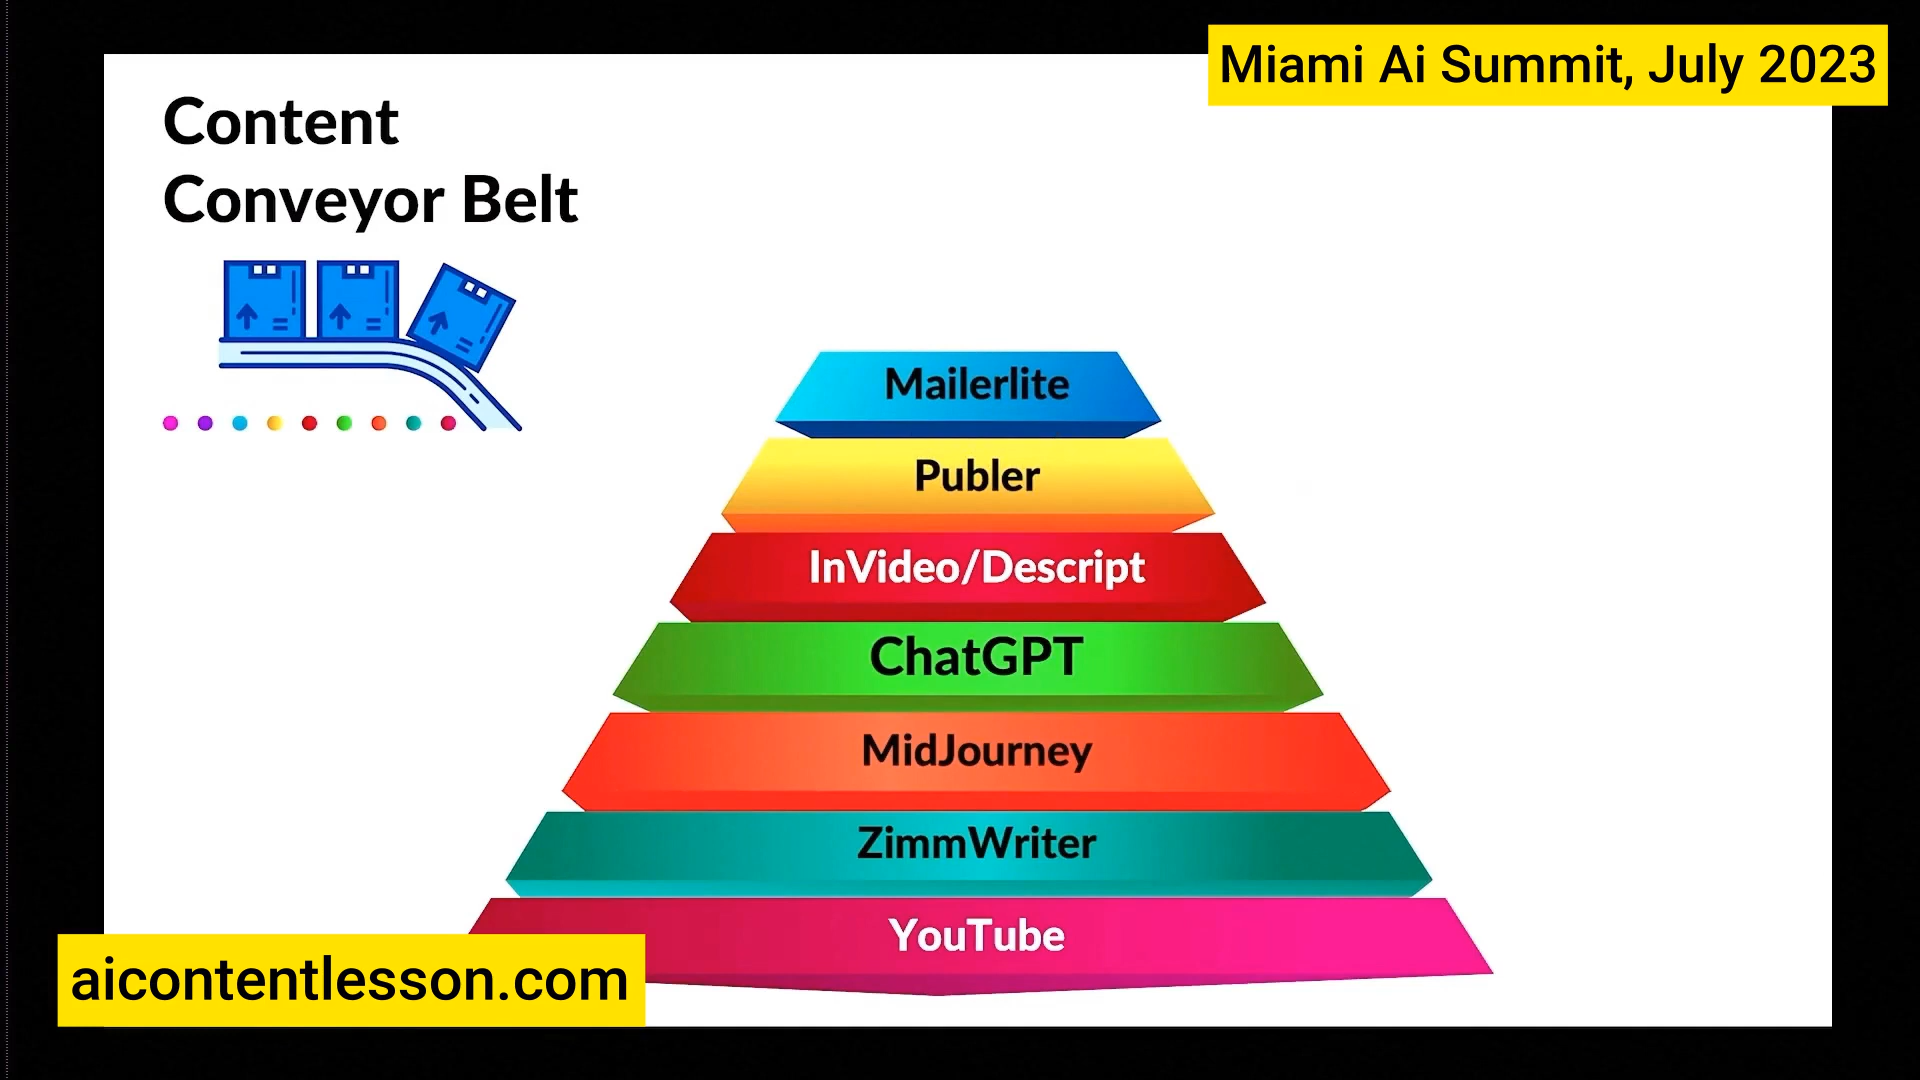 Miami Ai Summit, July 2023
Content
Conveyor Belt
Mailerlite
Publer
InVideo/Descript
ChatGPT
MidJourney
ZimmWriter
YouTube
aicontentlesson.com